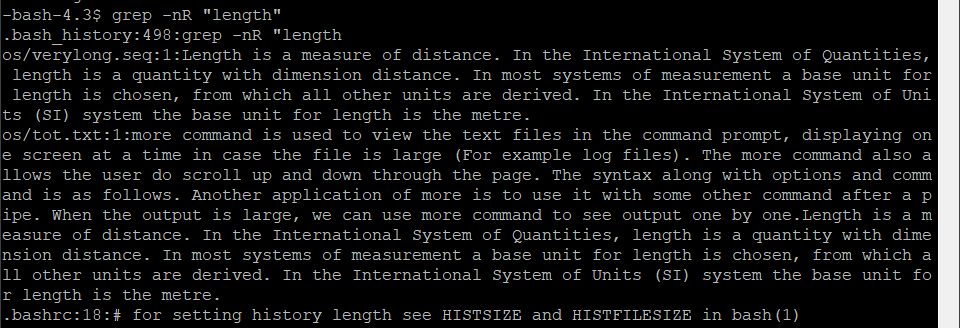 -bash-4.3$ grep -nR "length"
.bash_history:498:grep -nR "length
os/verylong.seq:1:Length is a measure of distance. In the International System of Quantities,
 length is a quantity with dimension distance. In most systems of measurement a base unit for
 length is chosen, from which all other units are derived. In the International System of Uni
ts (SI) system the base unit for length is the metre.
os/tot.txt:1:more command is used to view the text files in the command prompt, displaying on
e screen at a time in case the file is large (For example log files). The more command also a
llows the user do scroll up and down through the page. The syntax along with options and comm
and is as follows. Another application of more is to use it with some other command after a p
ipe. When the output is large, we can use more command to see output one by one.Length is a m
easure of distance. In the International System of Quantities, length is a quantity with dime
nsion distance. In most systems of measurement a base unit for length is chosen, from which a
ll other units are derived. In the International System of Units (SI) system the base unit fo
r length is the metre.
.bashrc:18:# for setting history length see HISTSIZE and HISTFILESIZE in bash(1)